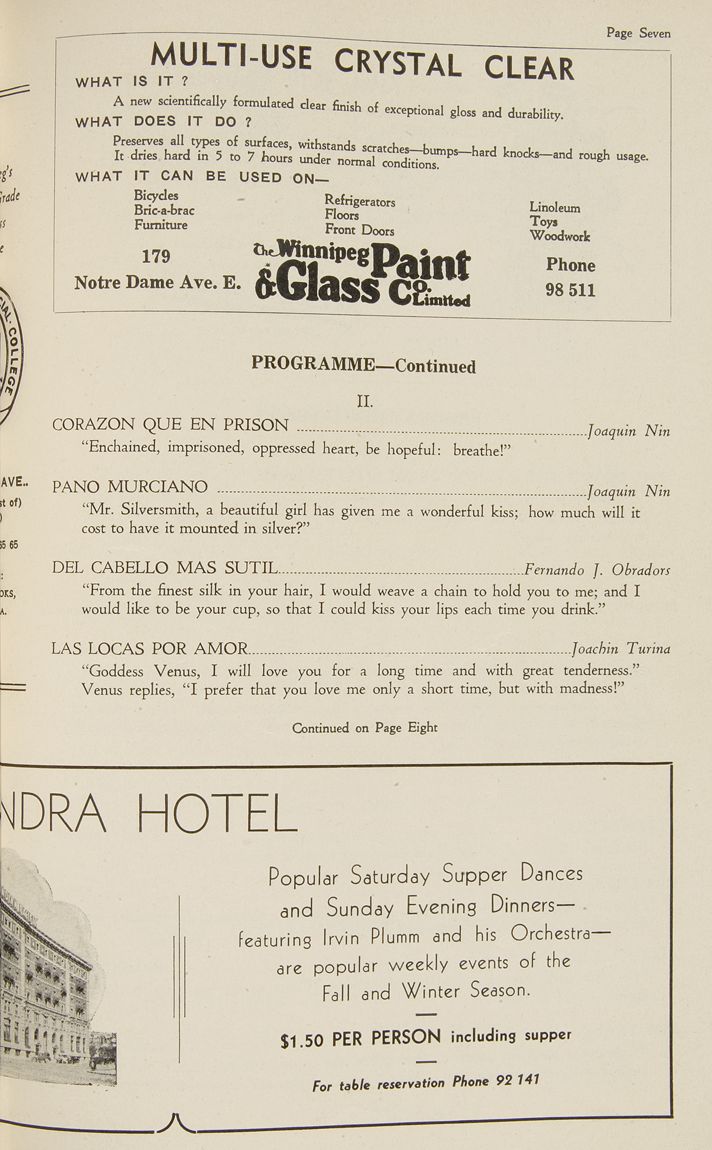 Page Seven
MULTI-USE CRYSTAL CLEAR
WHAT IS IT ?
A new scientifically formulated clear finish of exceptional gloss and durability.
WHAT DOES IT DO ?
Preserves all types of surfaces, withstands scratches—bumps—hard knocks—and rough usage.
It dries hard in 5 to 7 hours under normal conditions.
WHAT IT CAN BE USED ON—
Bicycles
Bric-a-brac
Furniture
Refrigerators
Floors
Front Doors
Linoleum
Toys
Woodwork
179
Notre Dame Ave. E.
The Winnipeg Paint
& Glass Co. Limited
Phone
98 511
COLLEGE
AVE..
st of)
65 65
PROGRAMME—Continued
II.
CORAZON QUE EN PRISON ........ Joaquin Nin
“Enchained, imprisoned, oppressed heart, be hopeful: breathe!”
PANO MURCIANO ........ Joaquin Nin
“Mr. Silversmith, a beautiful girl has given me a wonderful kiss; how much will it
cost to have it mounted in silver?”
DEL CABELLO MAS SUTIL ........ Fernando J. Obradors
“From the finest silk in your hair, I would weave a chain to hold you to me; and I
would like to be your cup, so that I could kiss your lips each time you drink.”
LAS LOCAS POR AMOR ........ Joachin Turina
“Goddess Venus, I will love you for a long time and with great tenderness.”
Venus replies, “I prefer that you love me only a short time, but with madness!”
Continued on Page Eight
NDRA HOTEL
Popular Saturday Supper Dances
and Sunday Evening Dinners—
featuring Irvin Plumm and his Orchestra—
are popular weekly events of the
Fall and Winter Season.
$1.50 PER PERSON including supper
For table reservation Phone 92 141